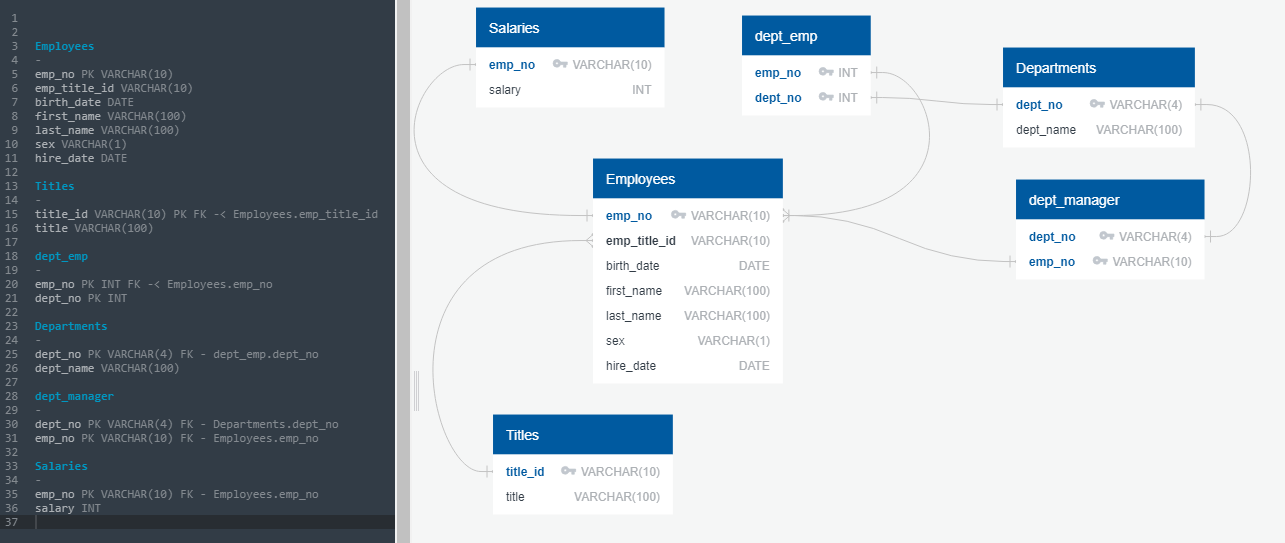 1
2
3 Employees
4 -
5 emp_no PK VARCHAR(10)
6 emp_title_id VARCHAR(10)
7 birth_date DATE
8 first_name VARCHAR(100)
9 last_name VARCHAR(100)
10 sex VARCHAR(1)
11 hire_date DATE
12
13 Titles
14 -
15 title_id VARCHAR(10) PK FK -< Employees.emp_title_id
16 title VARCHAR(100)
17
18 dept_emp
19 -
20 emp_no PK INT FK -< Employees.emp_no
21 dept_no PK INT
22
23 Departments
24 -
25 dept_no PK VARCHAR(4) FK - dept_emp.dept_no
26 dept_name VARCHAR(100)
27
28 dept_manager
29 -
30 dept_no PK VARCHAR(4) FK - Departments.dept_no
31 emp_no PK VARCHAR(10) FK - Employees.emp_no
32
33 Salaries
34 -
35 emp_no PK VARCHAR(10) FK - Employees.emp_no
36 salary INT
37
Salaries
emp_no VARCHAR(10)
salary INT
dept_emp
emp_no INT
dept_no INT
Departments
dept_no VARCHAR(4)
dept_name VARCHAR(100)
Employees
emp_no VARCHAR(10)
emp_title_id VARCHAR(10)
birth_date DATE
first_name VARCHAR(100)
last_name VARCHAR(100)
sex VARCHAR(1)
hire_date DATE
dept_manager
dept_no VARCHAR(4)
emp_no VARCHAR(10)
Titles
title_id VARCHAR(10)
title VARCHAR(100)